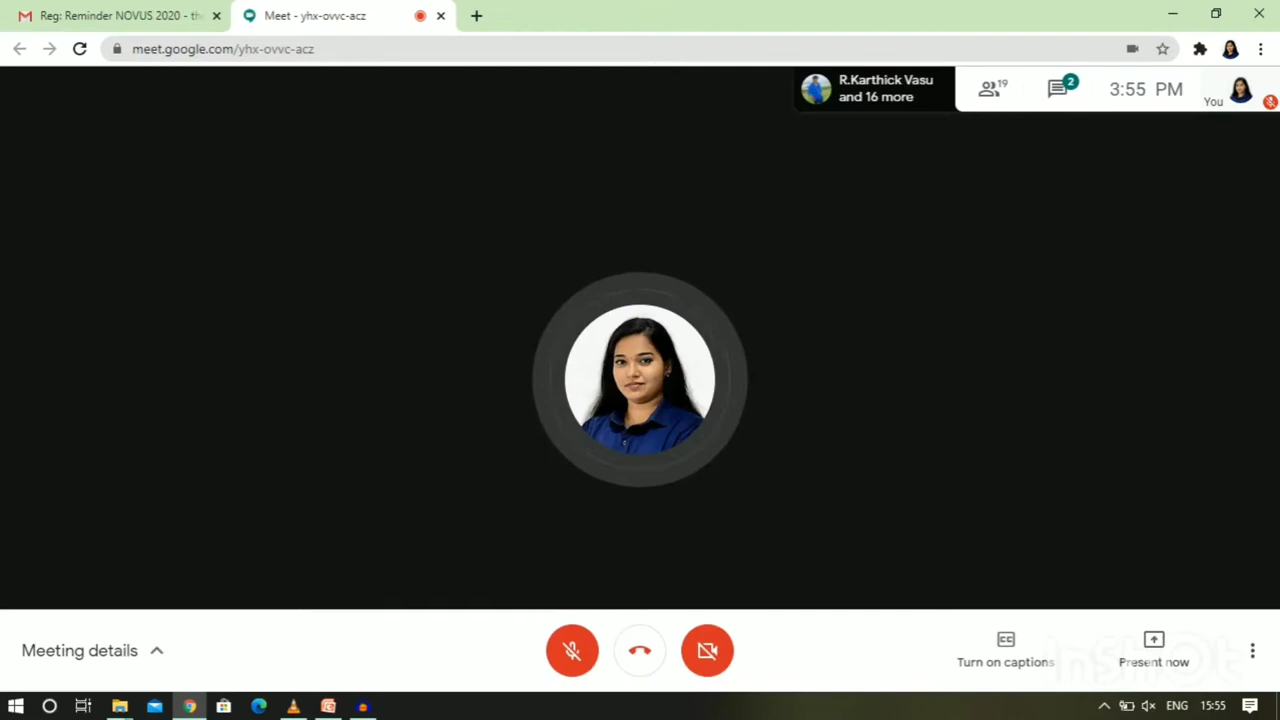 Reg: Reminder NOVUS 2020 - th
Meet - yhx-ovvc-acz
meet.google.com/yhx-ovvc-acz
R.Karthick Vasu
and 16 more
19
2
3:55 PM
You
Meeting details
Turn on captions
Present now
InShOt
ENG
15:55